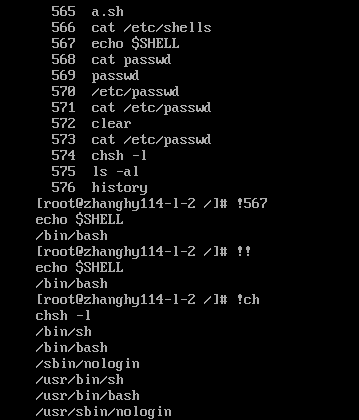 565 a.sh
566 cat /etc/shells
567 echo $SHELL
568 cat passwd
569 passwd
570 /etc/passwd
571 cat /etc/passwd
572 clear
573 cat /etc/passwd
574 chsh -l
575 ls -al
576 history
[root@zhanghy114-l-2 /]# !567
echo $SHELL
/bin/bash
[root@zhanghy114-l-2 /]# !!
echo $SHELL
/bin/bash
[root@zhanghy114-l-2 /]# !ch
chsh -l
/bin/sh
/bin/bash
/sbin/nologin
/usr/bin/sh
/usr/bin/bash
/usr/sbin/nologin